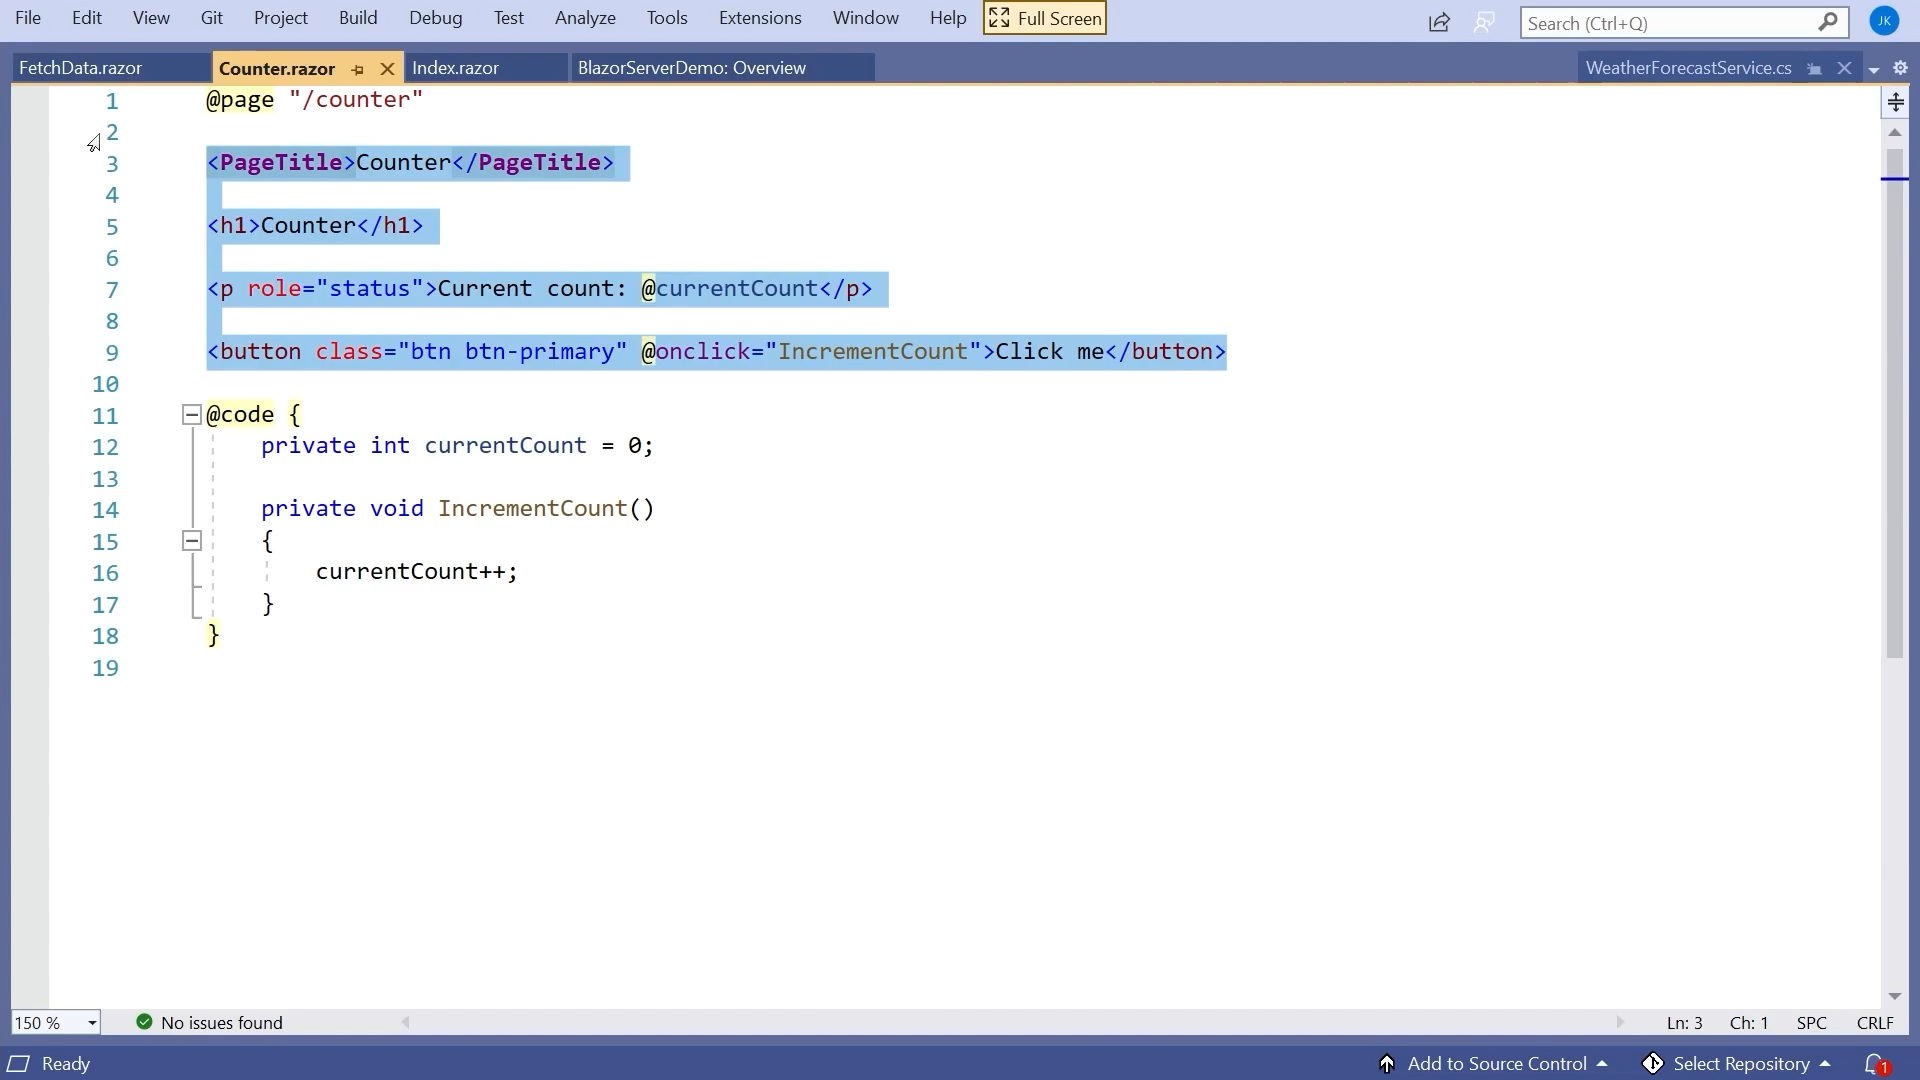 File Edit View Git Project Build Debug Test Analyze Tools Extensions Window Help Full Screen Search (Ctrl+Q) JK
FetchData.razor Counter.razor Index.razor BlazorServerDemo: Overview WeatherForecastService.cs
1 @page "/counter"
2
3 <PageTitle>Counter</PageTitle>
4
5 <h1>Counter</h1>
6
7 <p role="status">Current count: @currentCount</p>
8
9 <button class="btn btn-primary" @onclick="IncrementCount">Click me</button>
10
11 @code {
12 private int currentCount = 0;
13
14 private void IncrementCount()
15 {
16 currentCount++;
17 }
18 }
19
150 % No issues found Ln: 3 Ch: 1 SPC CRLF
Ready Add to Source Control Select Repository 1